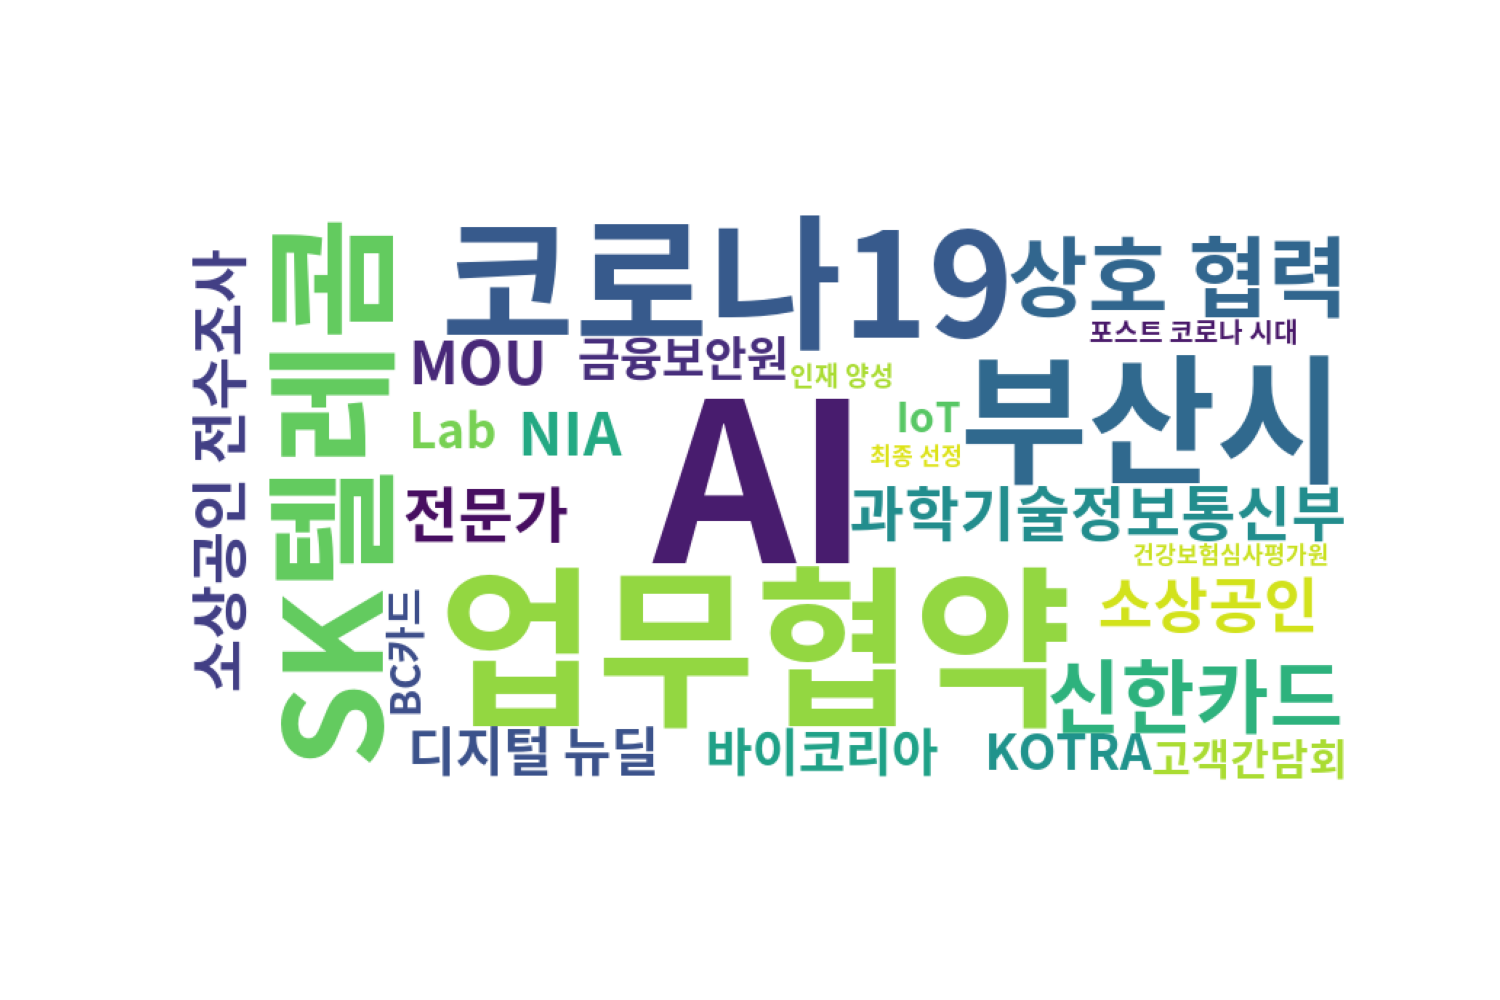 소상공인 전수조사
SK텔레콤
코로나19
상호 협력
포스트 코로나 시대
MOU
금융보안원
인재 양성
부산시
Lab
NIA
AI
IoT
최종 선정
전문가
과학기술정보통신부
건강보험심사평가원
BC카드
업무협약
소상공인
신한카드
디지털 뉴딜
바이코리아
KOTRA
고객간담회